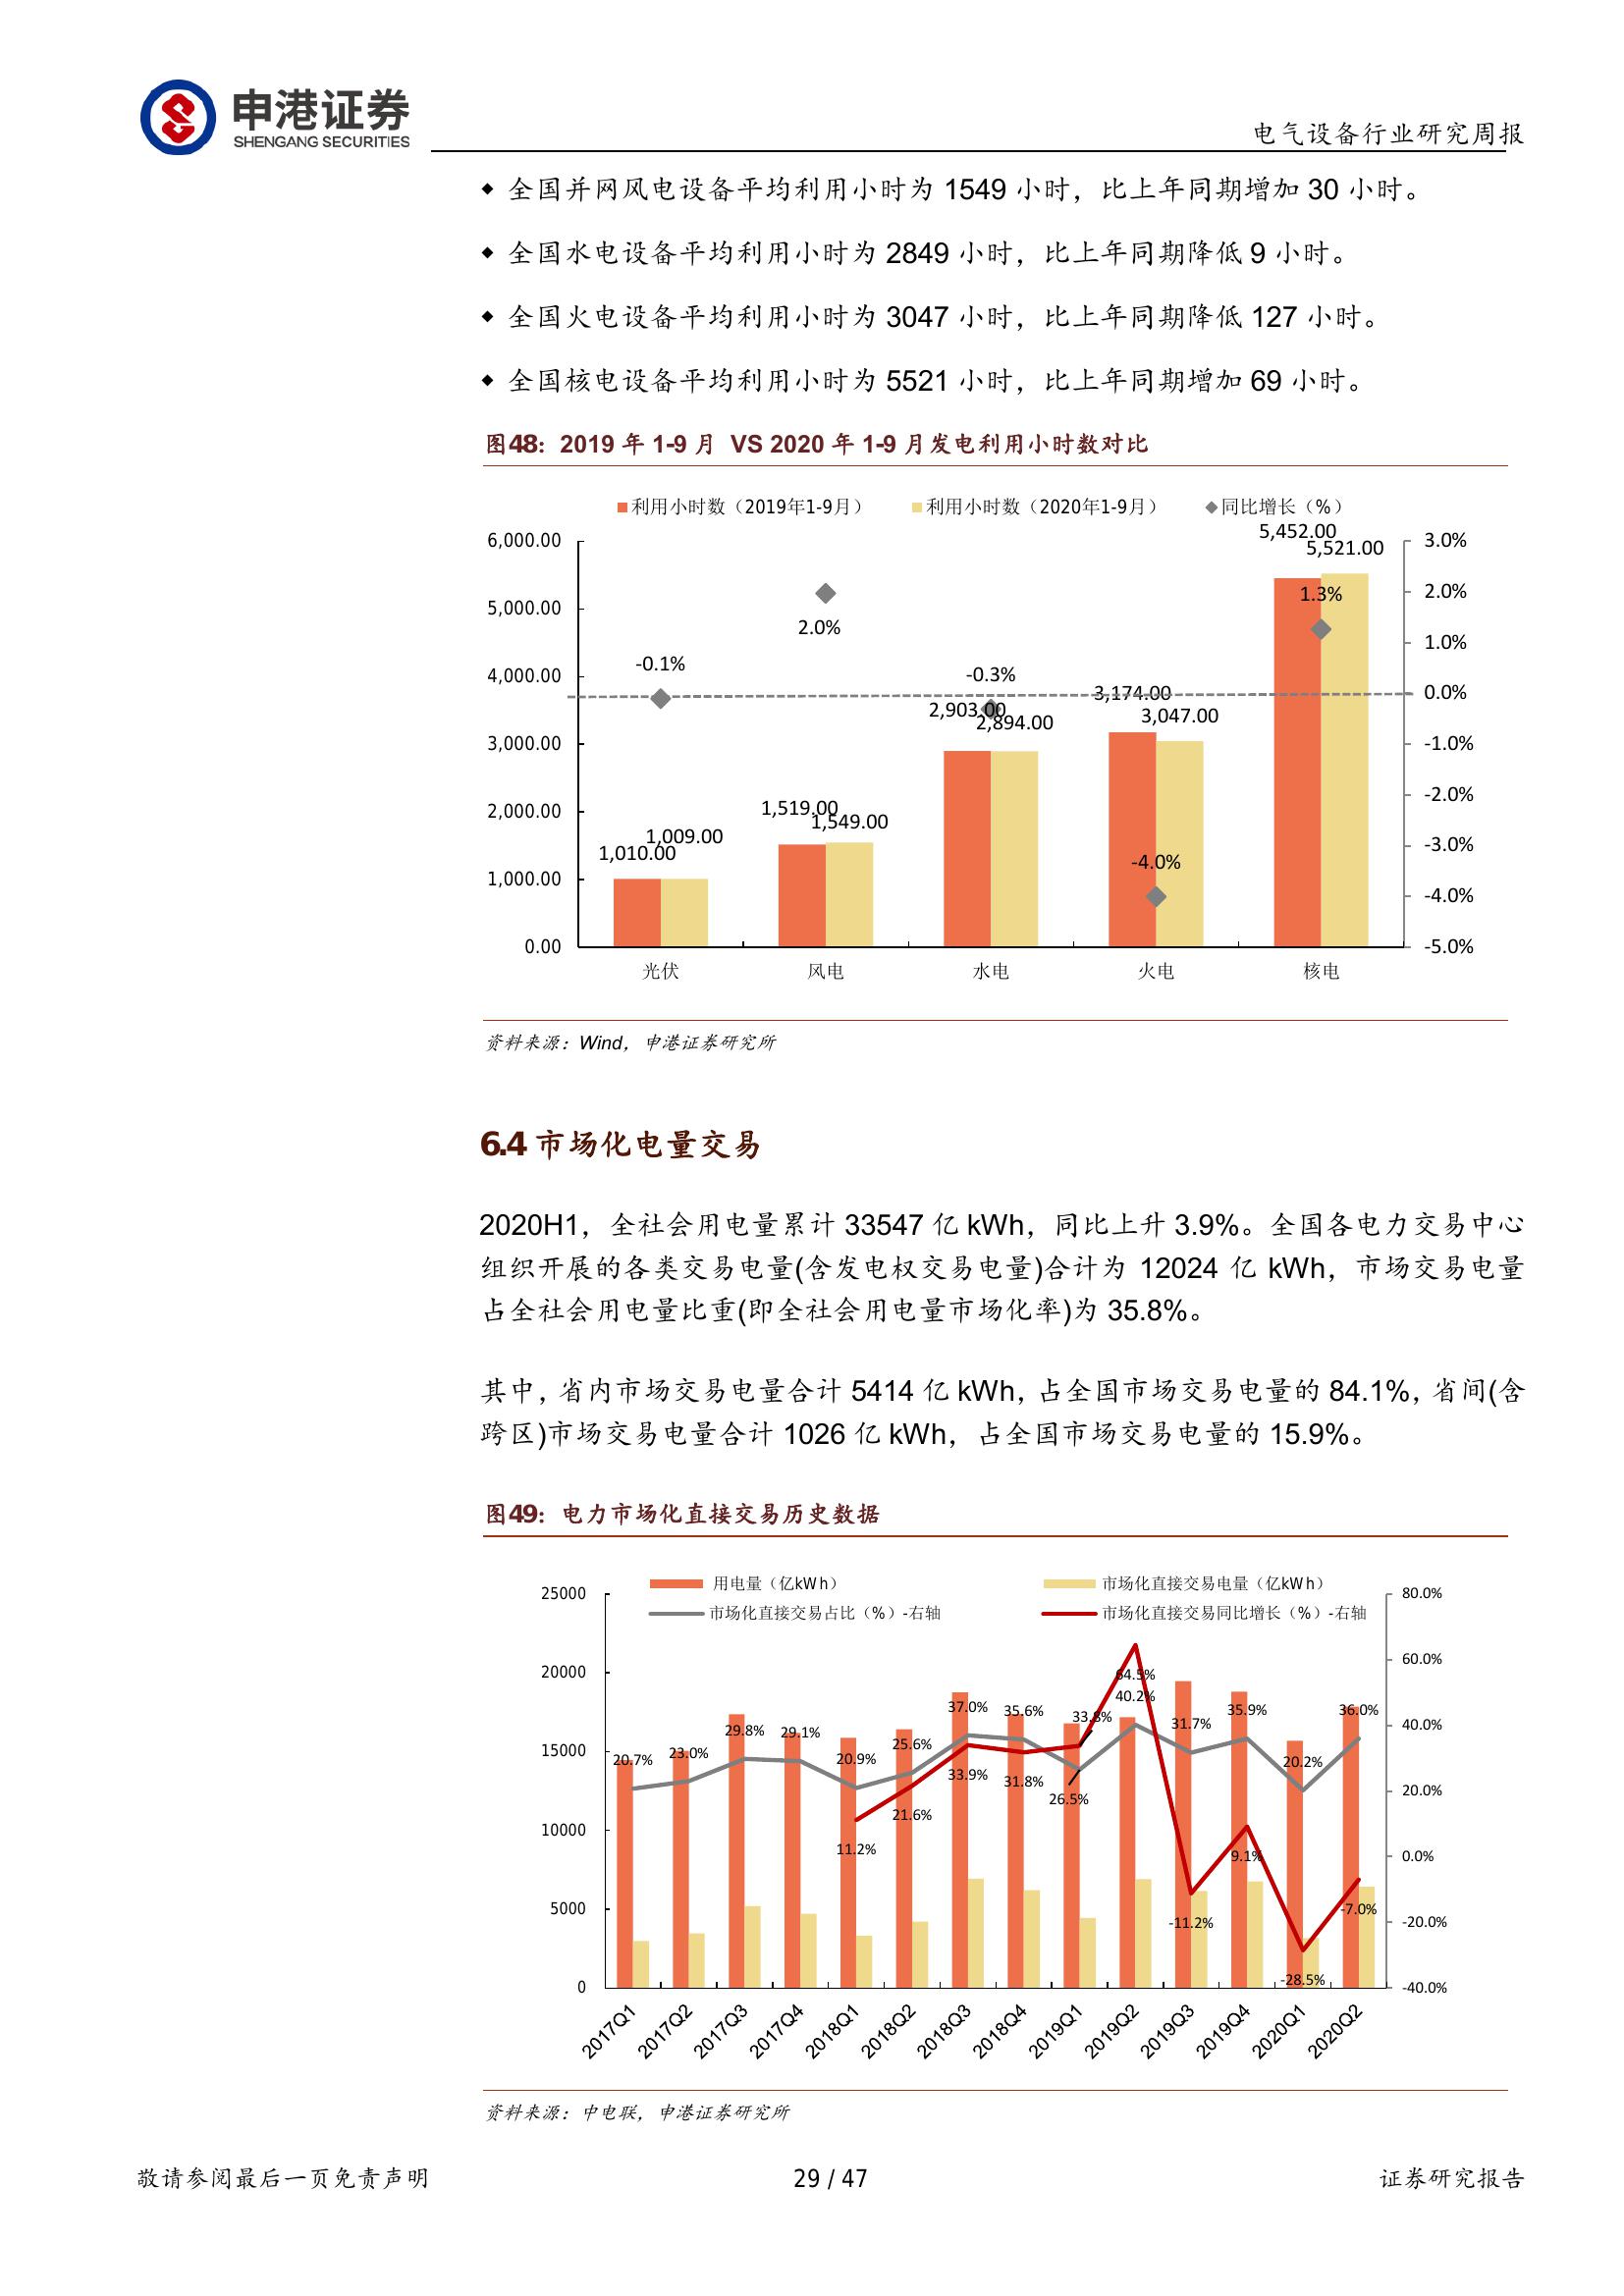 申港证券
SHENGANG SECURITIES
电气设备行业研究周报
◆ 全国并网风电设备平均利用小时为 1549 小时，比上年同期增加 30 小时。
◆ 全国水电设备平均利用小时为 2849 小时，比上年同期降低 9 小时。
◆ 全国火电设备平均利用小时为 3047 小时，比上年同期降低 127 小时。
◆ 全国核电设备平均利用小时为 5521 小时，比上年同期增加 69 小时。
图48：2019 年 1-9 月 VS 2020 年 1-9 月发电利用小时数对比
利用小时数（2019年1-9月） 利用小时数（2020年1-9月） 同比增长（%）
6,000.00
5,000.00
4,000.00
3,000.00
2,000.00
1,000.00
0.00
1,010.00
1,009.00
1,519.00
1,549.00
2,903.00
2,894.00
3,174.00
3,047.00
5,452.00
5,521.00
-0.1%
2.0%
-0.3%
-4.0%
1.3%
3.0%
2.0%
1.0%
0.0%
-1.0%
-2.0%
-3.0%
-4.0%
-5.0%
光伏 风电 水电 火电 核电
资料来源：Wind，申港证券研究所
6.4 市场化电量交易
2020H1，全社会用电量累计 33547 亿 kWh，同比上升 3.9%。全国各电力交易中心
组织开展的各类交易电量(含发电权交易电量)合计为 12024 亿 kWh，市场交易电量
占全社会用电量比重(即全社会用电量市场化率)为 35.8%。
其中，省内市场交易电量合计 5414 亿 kWh，占全国市场交易电量的 84.1%，省间(含
跨区)市场交易电量合计 1026 亿 kWh，占全国市场交易电量的 15.9%。
图49：电力市场化直接交易历史数据
用电量（亿kWh） 市场化直接交易电量（亿kWh）
市场化直接交易占比（%）-右轴 市场化直接交易同比增长（%）-右轴
25000
20000
15000
10000
5000
0
20.7%
23.0%
29.8%
29.1%
20.9%
25.6%
37.0%
35.6%
26.5%
40.2%
31.7%
35.9%
20.2%
36.0%
11.2%
21.6%
33.9%
31.8%
33.8%
64.5%
-11.2%
9.1%
-28.5%
-7.0%
80.0%
60.0%
40.0%
20.0%
0.0%
-20.0%
-40.0%
2017Q1 2017Q2 2017Q3 2017Q4 2018Q1 2018Q2 2018Q3 2018Q4 2019Q1 2019Q2 2019Q3 2019Q4 2020Q1 2020Q2
资料来源：中电联，申港证券研究所
敬请参阅最后一页免责声明 29 / 47 证券研究报告